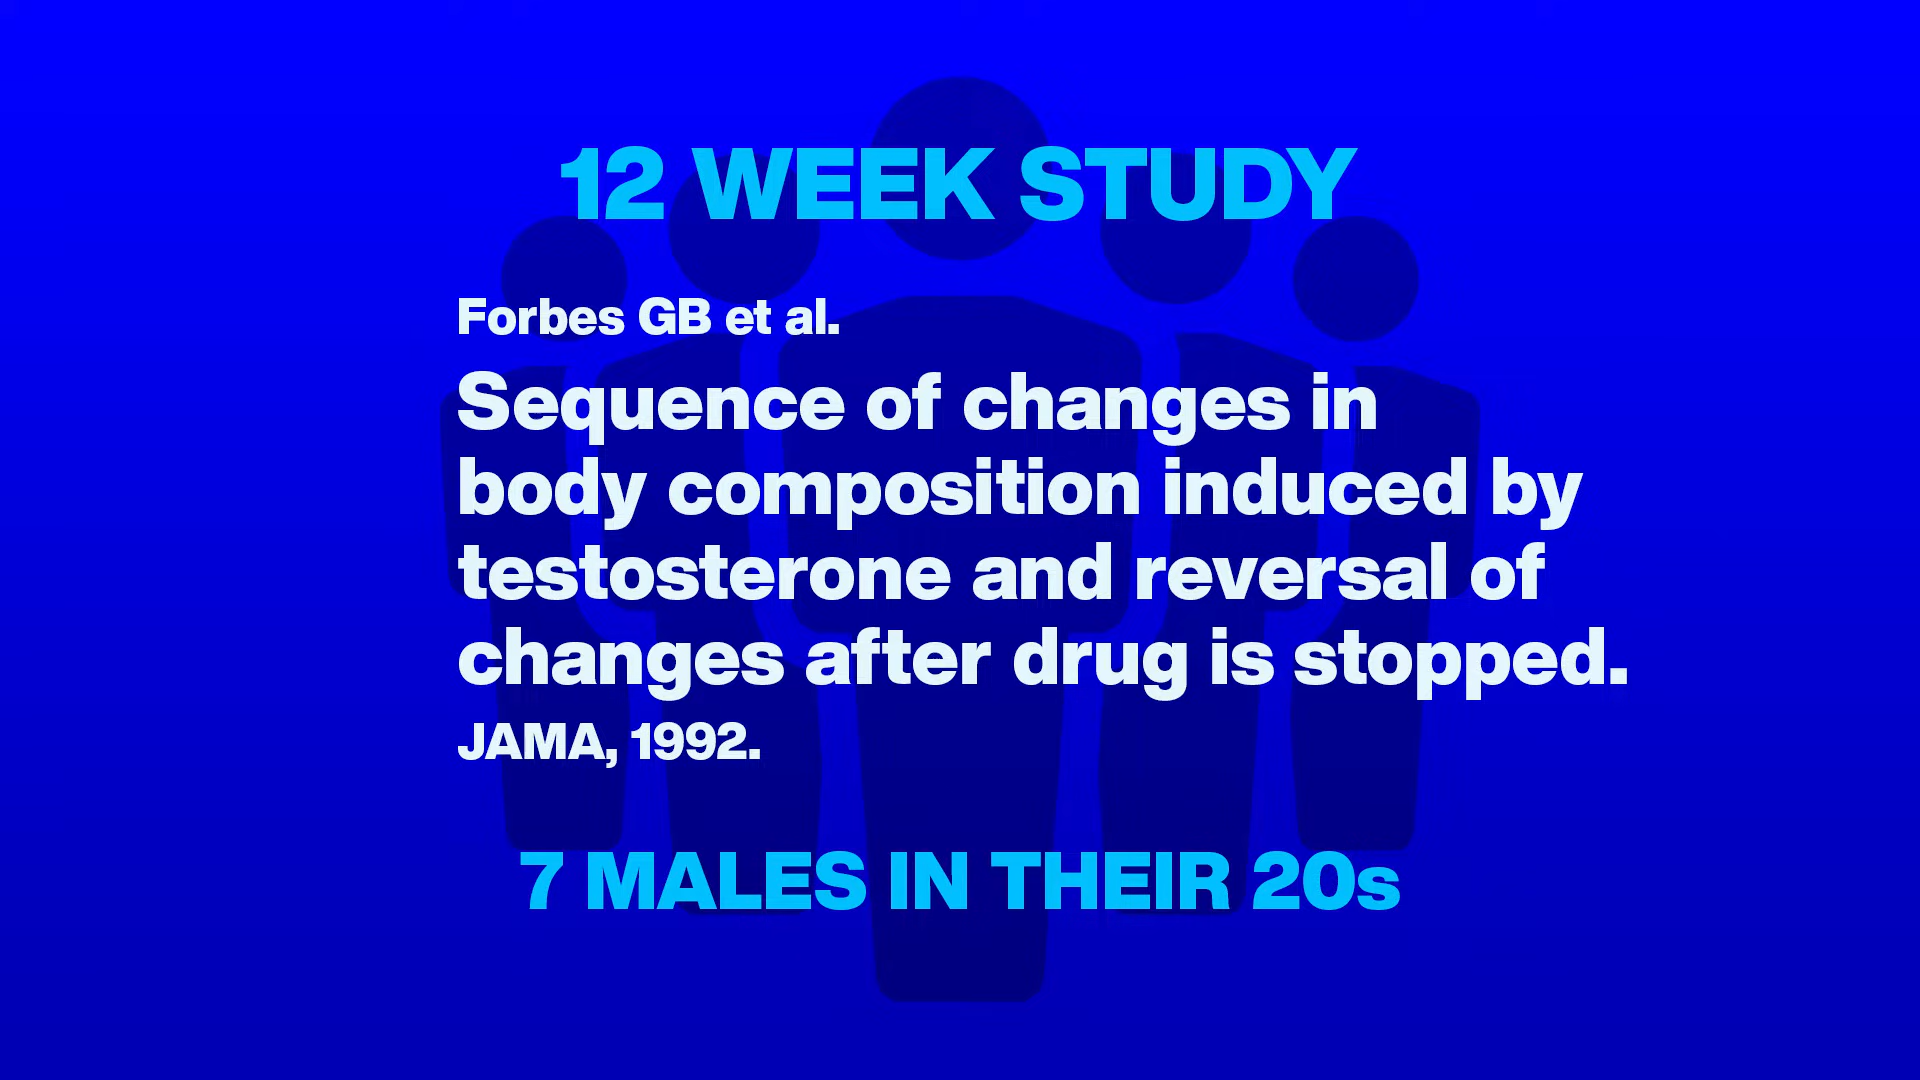 12 WEEK STUDY
Forbes GB et al.
Sequence of changes in
body composition induced by
testosterone and reversal of
changes after drug is stopped.
JAMA, 1992.
7 MALES IN THEIR 20s